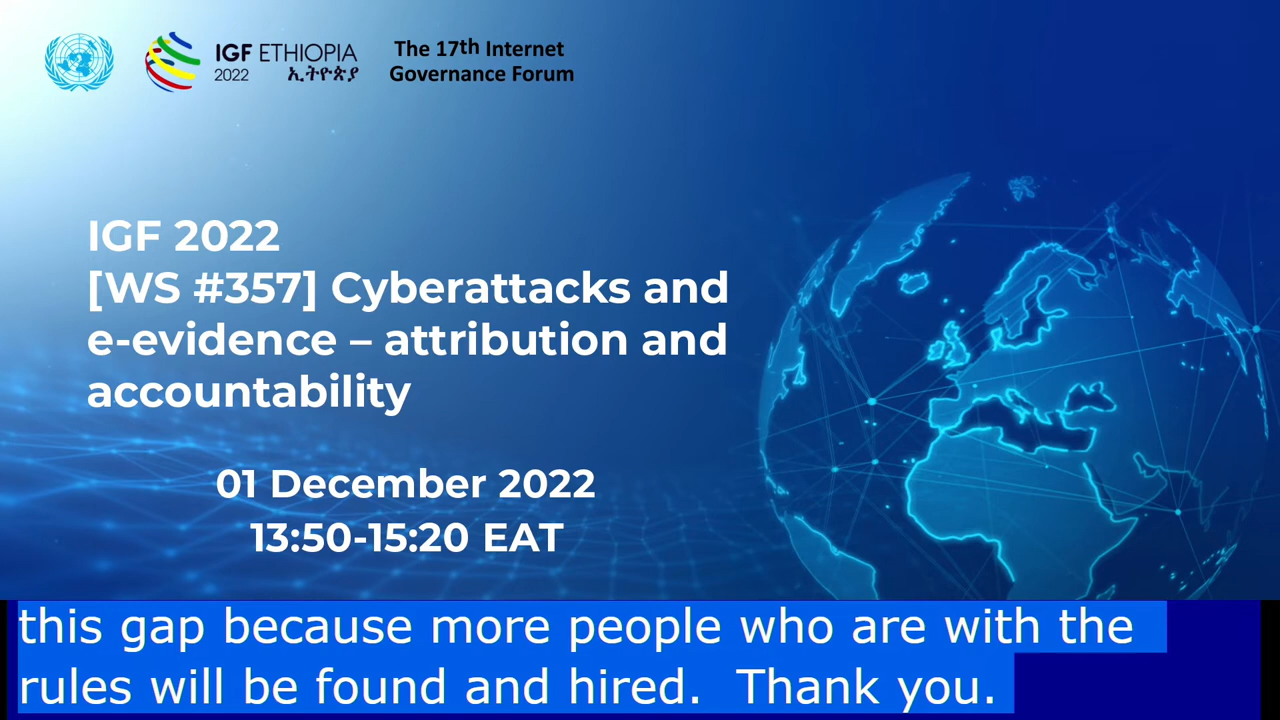 IGF ETHIOPIA
2022 ኢትዮጵያ
The 17th Internet
Governance Forum
IGF 2022
[WS #357] Cyberattacks and
e-evidence – attribution and
accountability
01 December 2022
13:50-15:20 EAT
this gap because more people who are with the
rules will be found and hired.  Thank you.